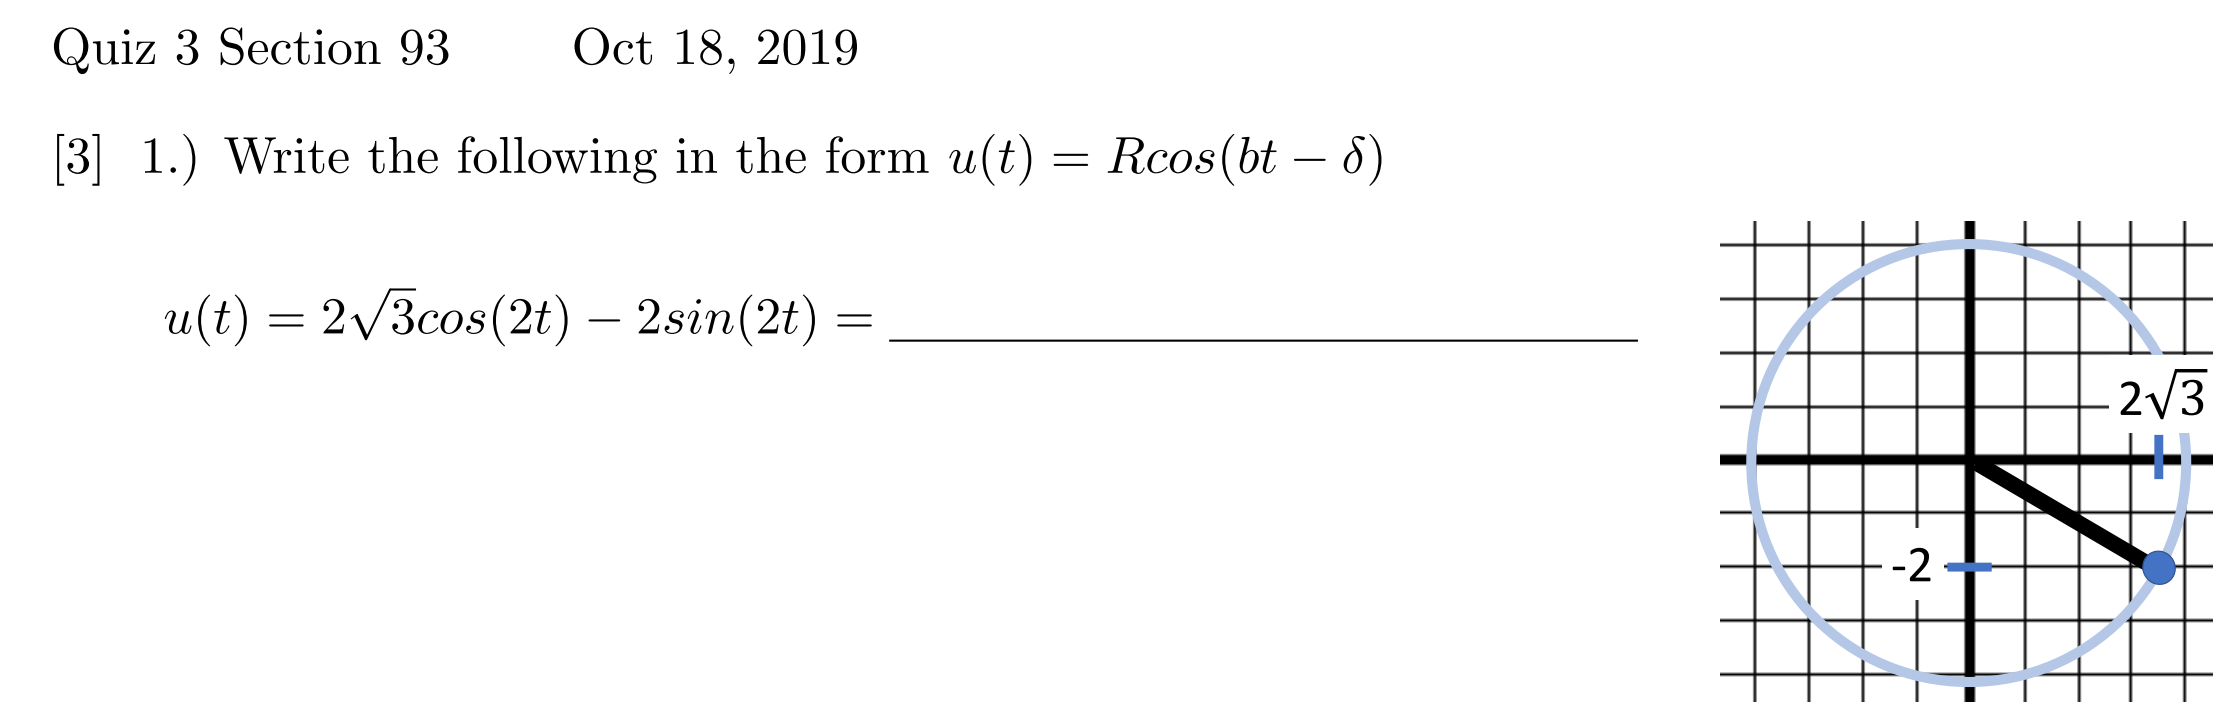 Quiz 3 Section 93 Oct 18, 2019
[3] 1.) Write the following in the form u(t) = Rcos(bt − δ)
u(t) = 2√3cos(2t) − 2sin(2t) =
2√3
-2